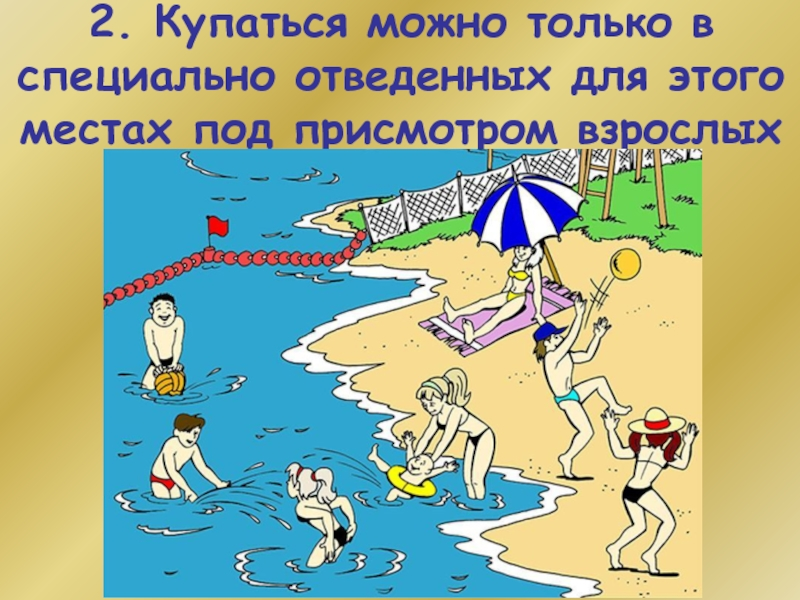 2. Купаться можно только в
специально отведенных для этого
местах под присмотром взрослых